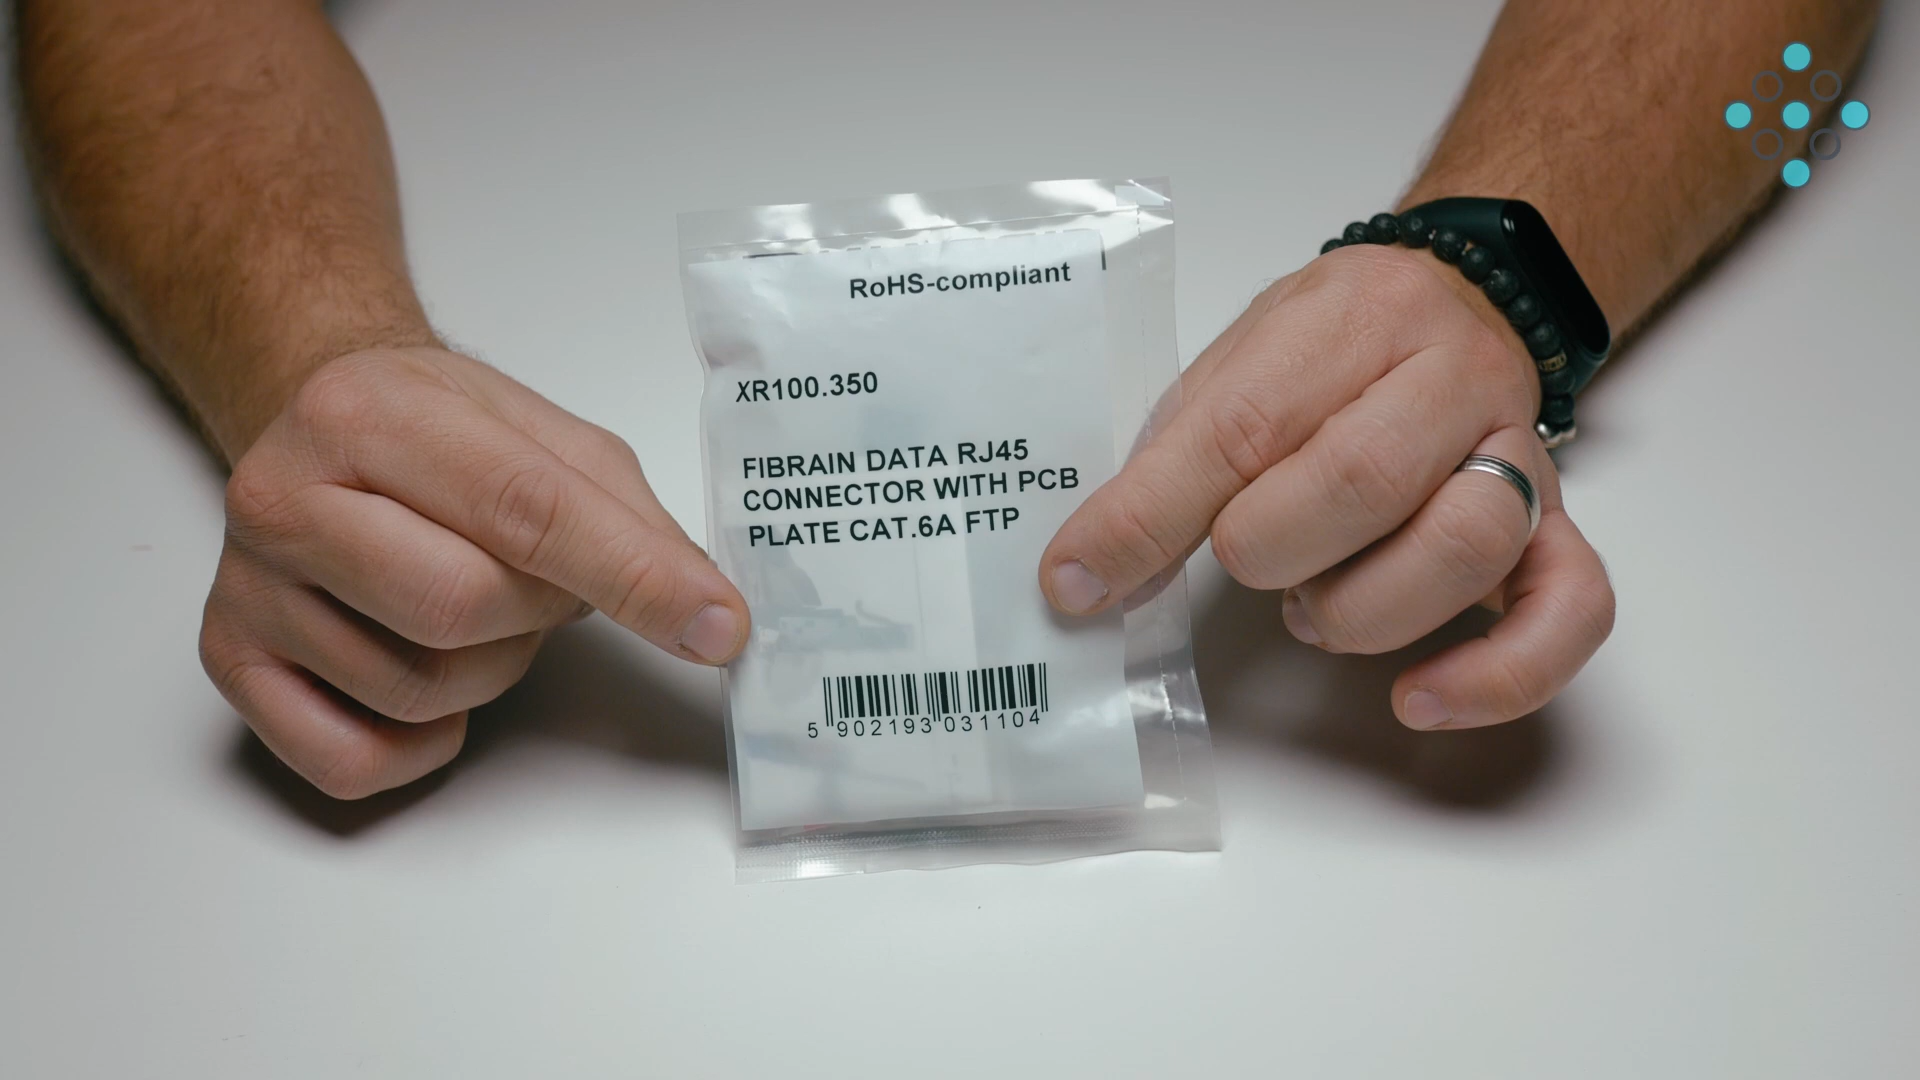 RoHS-compliant
XR100.350
FIBRAIN DATA RJ45
CONNECTOR WITH PCB
PLATE CAT.6A FTP
5 902193 031104